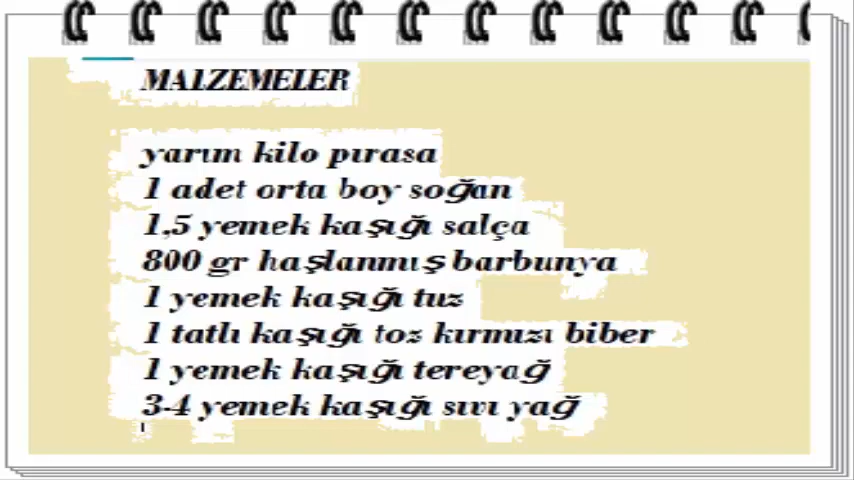 MALZEMELER
yarım kilo pırasa
1 adet orta boy soğan
1,5 yemek kaşığı salça
800 gr haşlanmış barbunya
1 yemek kaşığı tuz
1 tatlı kaşığı toz kırmızı biber
1 yemek kaşığı tereyağ
3-4 yemek kaşığı sıvı yağ